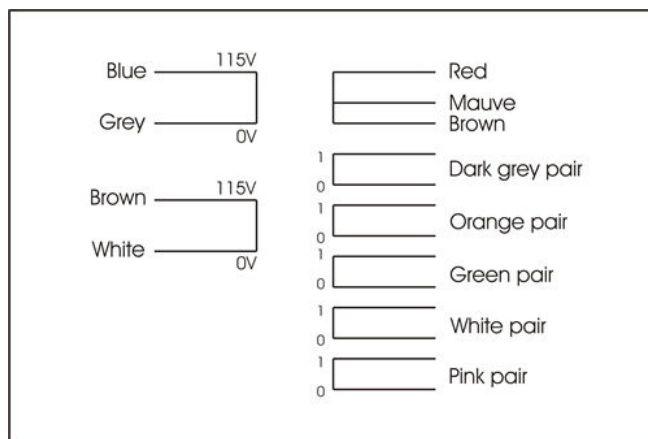 Blue 115V
Grey 0V
Brown 115V
White 0V
Red
Mauve
Brown
1
0 Dark grey pair
1
0 Orange pair
1
0 Green pair
1
0 White pair
1
0 Pink pair